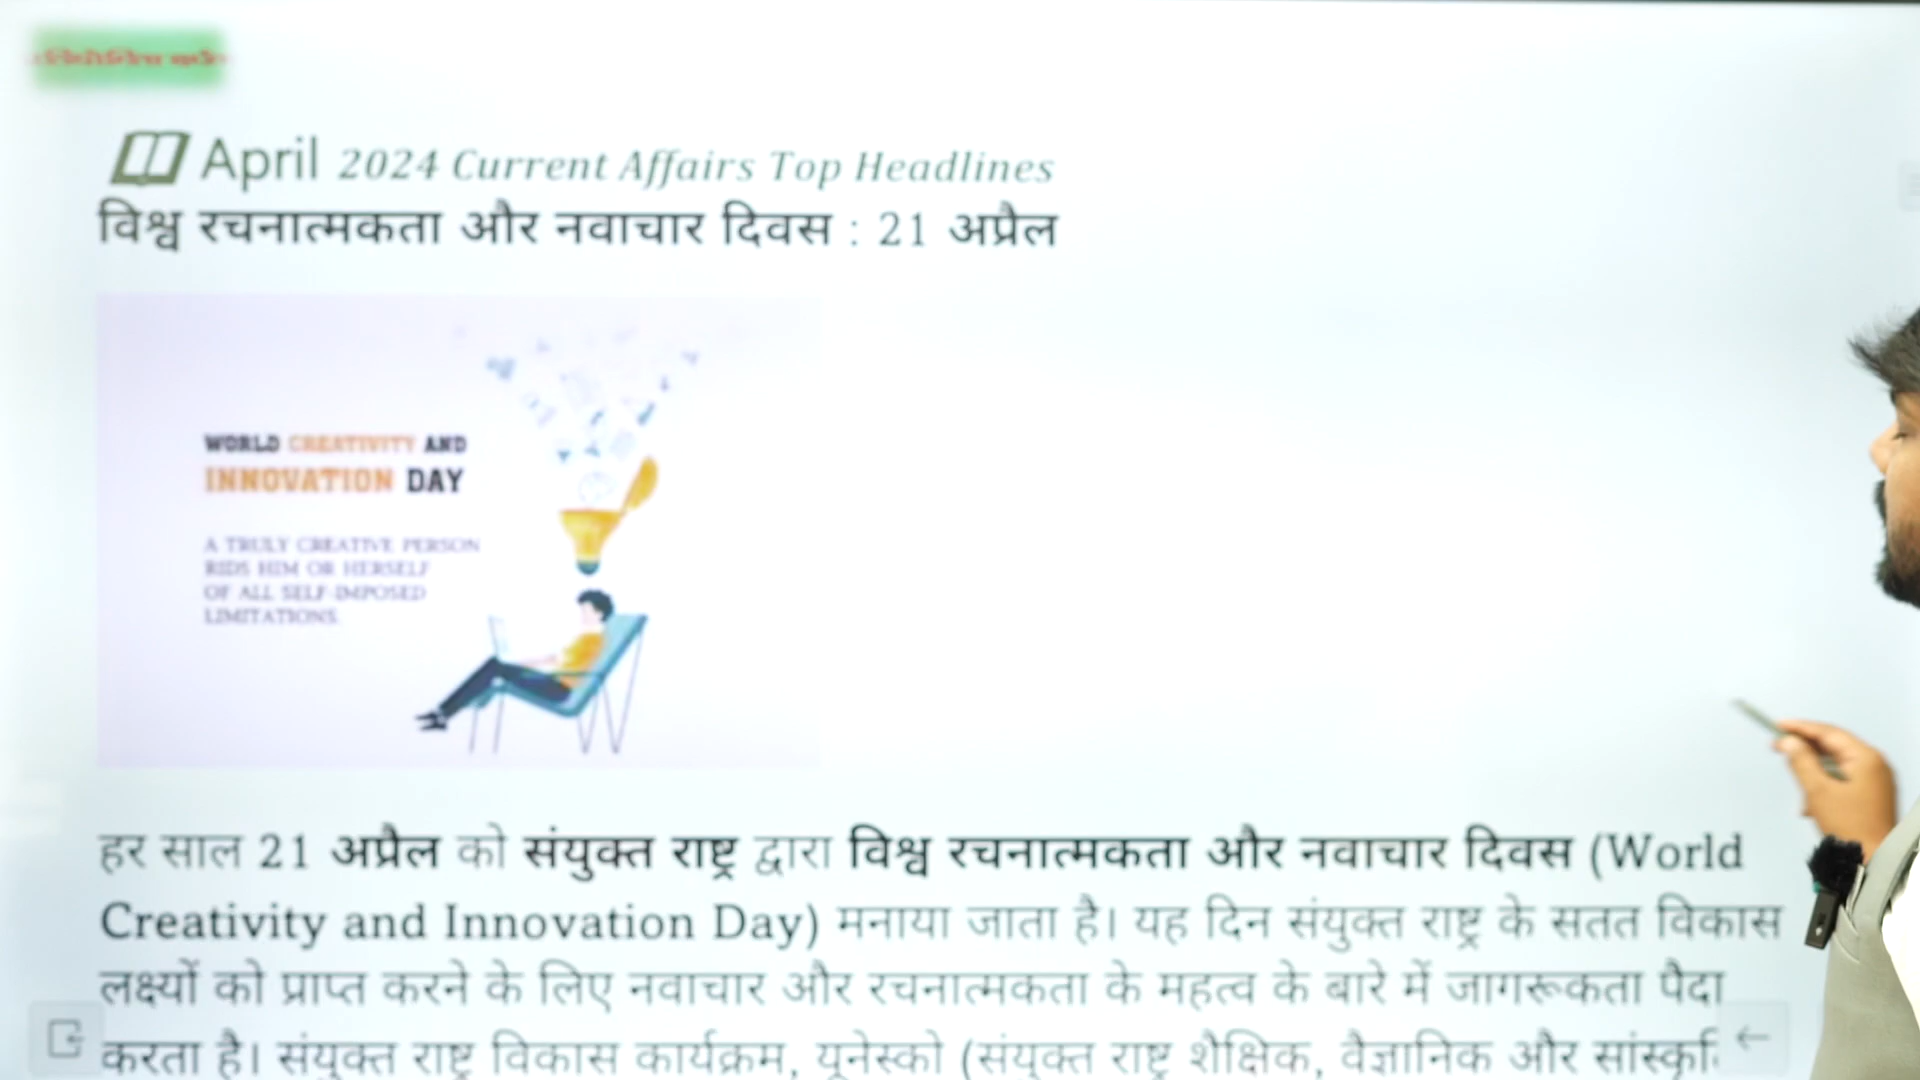 April 2024 Current Affairs Top Headlines
विश्व रचनात्मकता और नवाचार दिवस : 21 अप्रैल
WORLD CREATIVITY AND
INNOVATION DAY
A TRULY CREATIVE PERSON
RIDS HIM OR HERSELF
OF ALL SELF-IMPOSED
LIMITATIONS.
हर साल 21 अप्रैल को संयुक्त राष्ट्र द्वारा विश्व रचनात्मकता और नवाचार दिवस (World
Creativity and Innovation Day) मनाया जाता है। यह दिन संयुक्त राष्ट्र के सतत विकास
लक्ष्यों को प्राप्त करने के लिए नवाचार और रचनात्मकता के महत्व के बारे में जागरूकता पैदा
करता है। संयुक्त राष्ट्र विकास कार्यक्रम, यूनेस्को (संयुक्त राष्ट्र शैक्षिक, वैज्ञानिक और